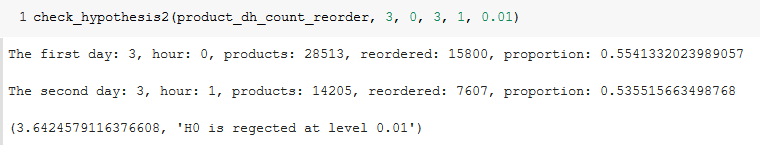 1 check_hypothesis2(product_dh_count_reorder, 3, 0, 3, 1, 0.01)
The first day: 3, hour: 0, products: 28513, reordered: 15800, proportion: 0.5541332023989057
The second day: 3, hour: 1, products: 14205, reordered: 7607, proportion: 0.535515663498768
(3.6424579116376608, 'H0 is regected at level 0.01')